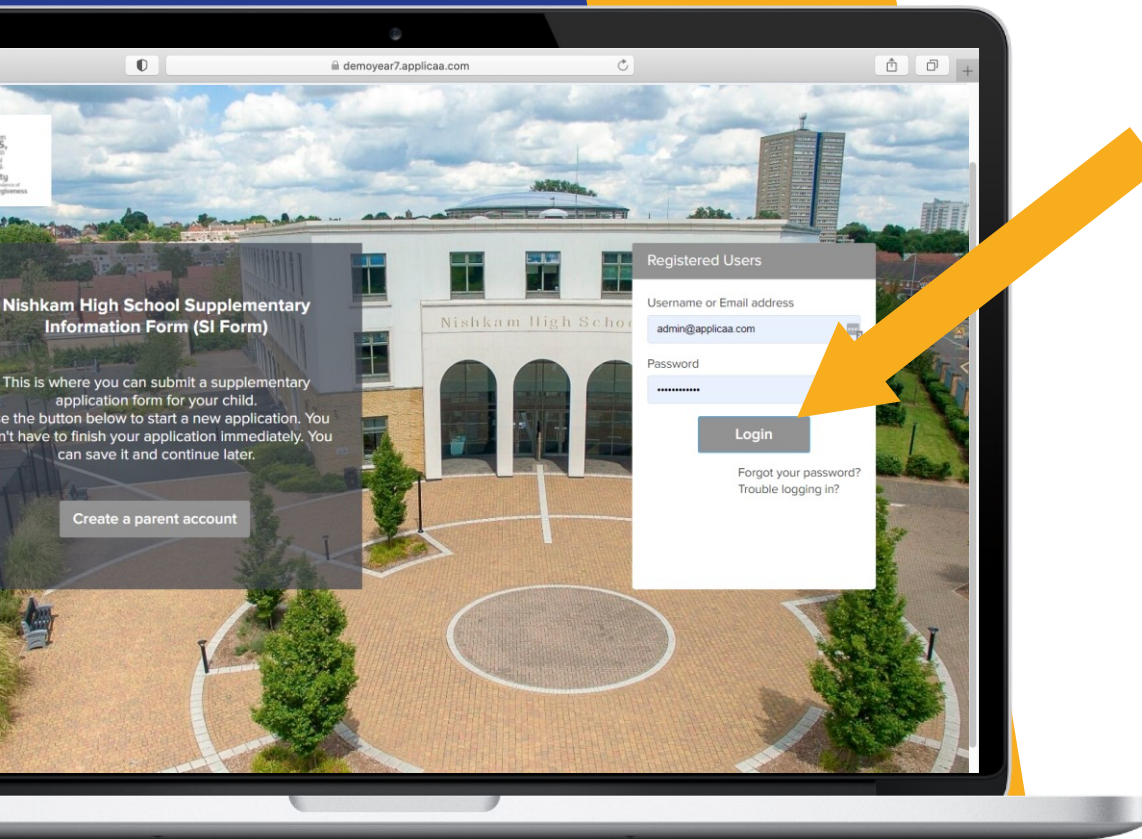 demoyear7.applicaa.com
S,
ty
giveness
Nishkam High School Supplementary
Information Form (SI Form)
This is where you can submit a supplementary
application form for your child.
the button below to start a new application. You
n't have to finish your application immediately. You
can save it and continue later.
Create a parent account
Nishkam High Schoo
Registered Users
Username or Email address
admin@applicaa.com
Password
Login
Forgot your password?
Trouble logging in?